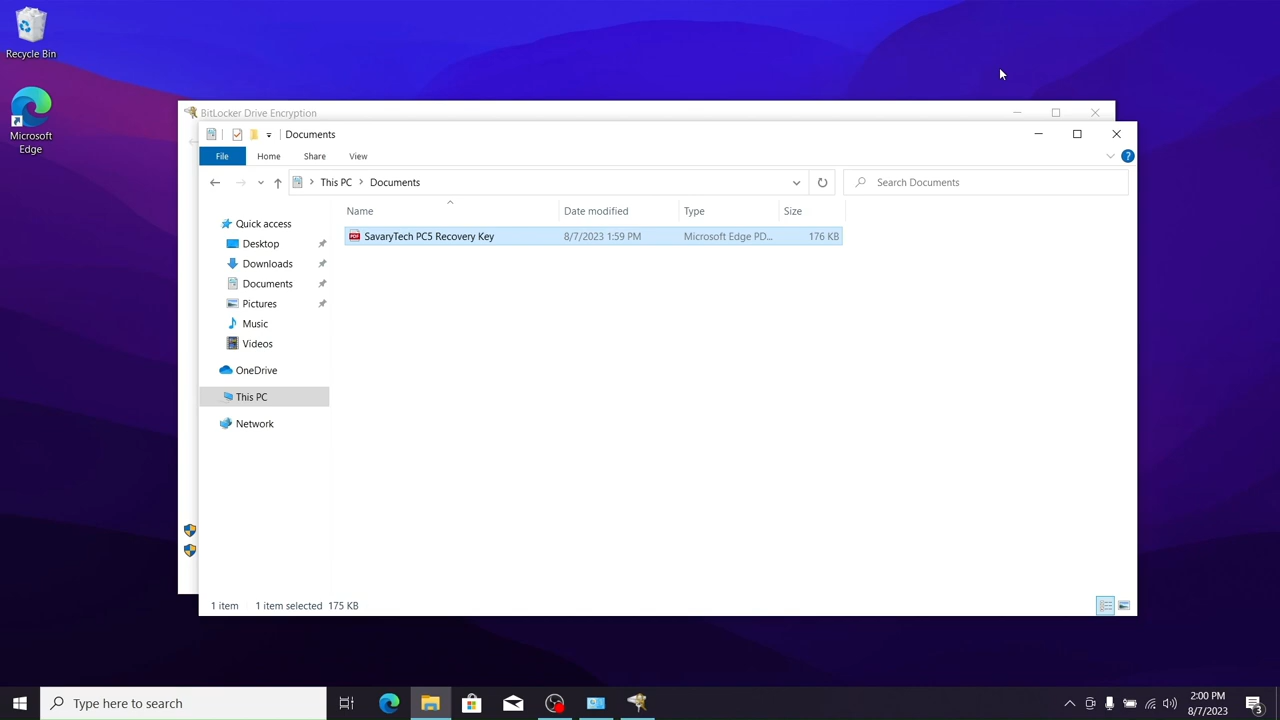 Recycle Bin
Microsoft
Edge
BitLocker Drive Encryption
Documents
File
Home
Share
View
This PC
Documents
Search Documents
Name
Date modified
Type
Size
SavaryTech PC5 Recovery Key
8/7/2023 1:59 PM
Microsoft Edge PD...
176 KB
Quick access
Desktop
Downloads
Documents
Pictures
Music
Videos
OneDrive
This PC
Network
1 item
1 item selected 175 KB
Type here to search
2:00 PM
8/7/2023
3